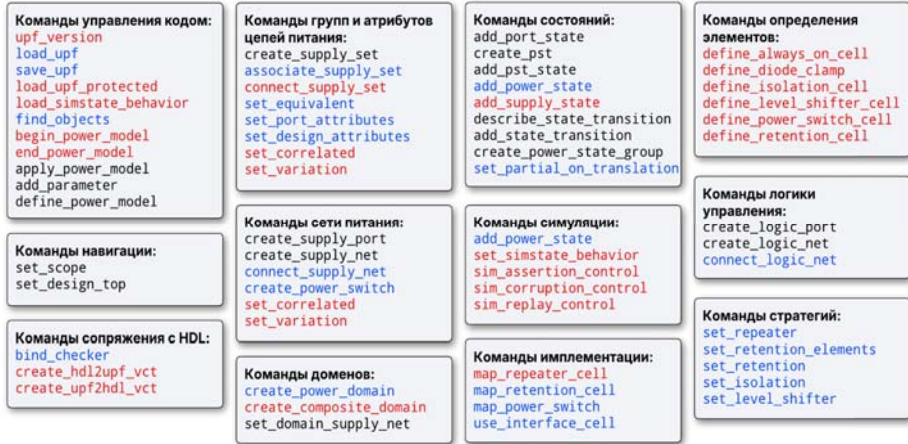 Команды управления кодом:
upf_version
load_upf
save_upf
load_upf_protected
load_simstate_behavior
find_objects
begin_power_model
end_power_model
apply_power_model
add_parameter
define_power_model
Команды навигации:
set_scope
set_design_top
Команды сопряжения с HDL:
bind_checker
create_hdl2upf_vct
create_upf2hdl_vct
Команды групп и атрибутов
цепей питания:
create_supply_set
associate_supply_set
connect_supply_set
set_equivalent
set_port_attributes
set_design_attributes
set_correlated
set_variation
Команды сети питания:
create_supply_port
create_supply_net
connect_supply_net
create_power_switch
set_correlated
set_variation
Команды доменов:
create_power_domain
create_composite_domain
set_domain_supply_net
Команды состояний:
add_port_state
create_pst
add_pst_state
add_power_state
add_supply_state
describe_state_transition
add_state_transition
create_power_state_group
set_partial_on_translation
Команды симуляции:
add_power_state
set_simstate_behavior
sim_assertion_control
sim_corruption_control
sim_replay_control
Команды имплементации:
map_repeater_cell
map_retention_cell
map_power_switch
use_interface_cell
Команды определения
элементов:
define_always_on_cell
define_diode_clamp
define_isolation_cell
define_level_shifter_cell
define_power_switch_cell
define_retention_cell
Команды логики
управления:
create_logic_port
create_logic_net
connect_logic_net
Команды стратегий:
set_repeater
set_retention_elements
set_retention
set_isolation
set_level_shifter